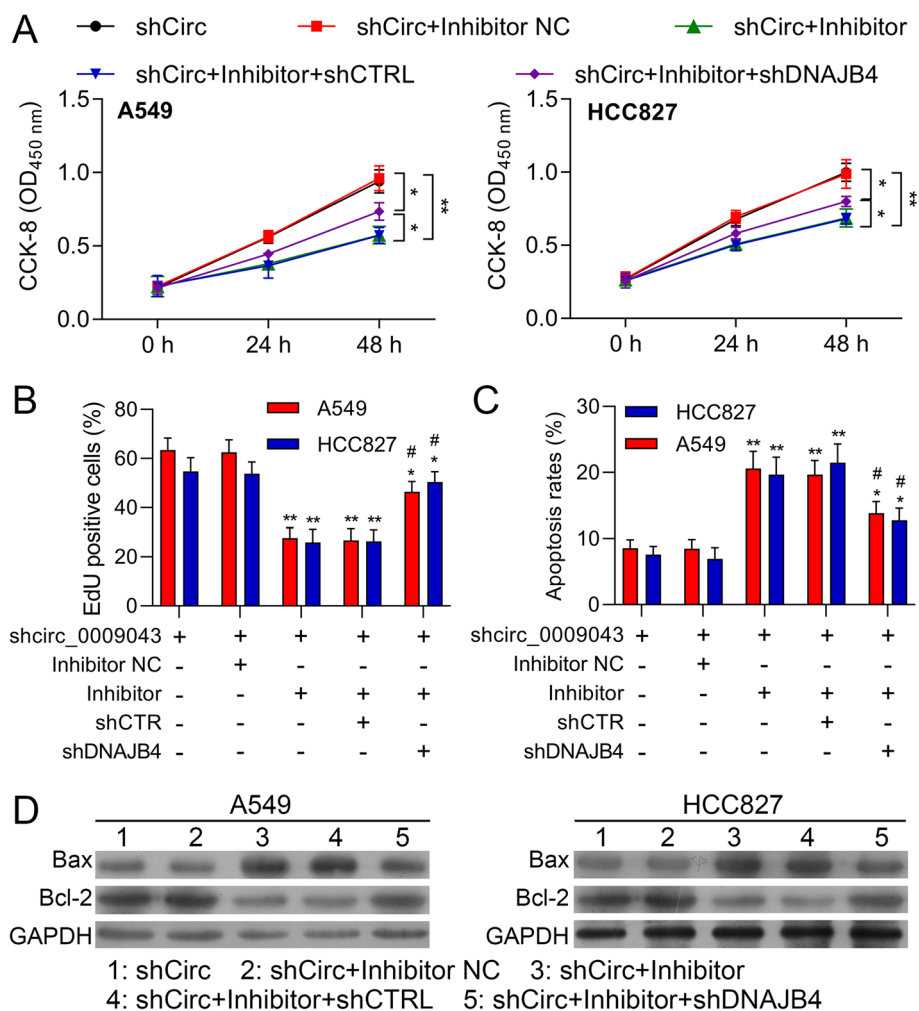 A
shCirc
shCirc+Inhibitor NC
shCirc+Inhibitor
shCirc+Inhibitor+shCTRL
shCirc+Inhibitor+shDNAJB4
CCK-8 (OD450 nm)
1.5
1.0
0.5
0.0
A549
0 h
24 h
48 h
*
*
**
CCK-8 (OD450 nm)
1.5
1.0
0.5
0.0
HCC827
0 h
24 h
48 h
*
*
**
B
EdU positive cells (%)
80
60
40
20
0
A549
HCC827
** **
** **
# #
* *
shcirc_0009043 + + + + +
Inhibitor NC - + - - -
Inhibitor - - + + +
shCTR - - - + -
shDNAJB4 - - - - +
C
Apoptosis rates (%)
30
20
10
0
HCC827
A549
** **
** **
# #
* *
shcirc_0009043 + + + + +
Inhibitor NC - + - - -
Inhibitor - - + + +
shCTR - - - + -
shDNAJB4 - - - - +
D
A549
1 2 3 4 5
Bax
Bcl-2
GAPDH
HCC827
1 2 3 4 5
Bax
Bcl-2
GAPDH
1: shCirc 2: shCirc+Inhibitor NC 3: shCirc+Inhibitor
4: shCirc+Inhibitor+shCTRL 5: shCirc+Inhibitor+shDNAJB4